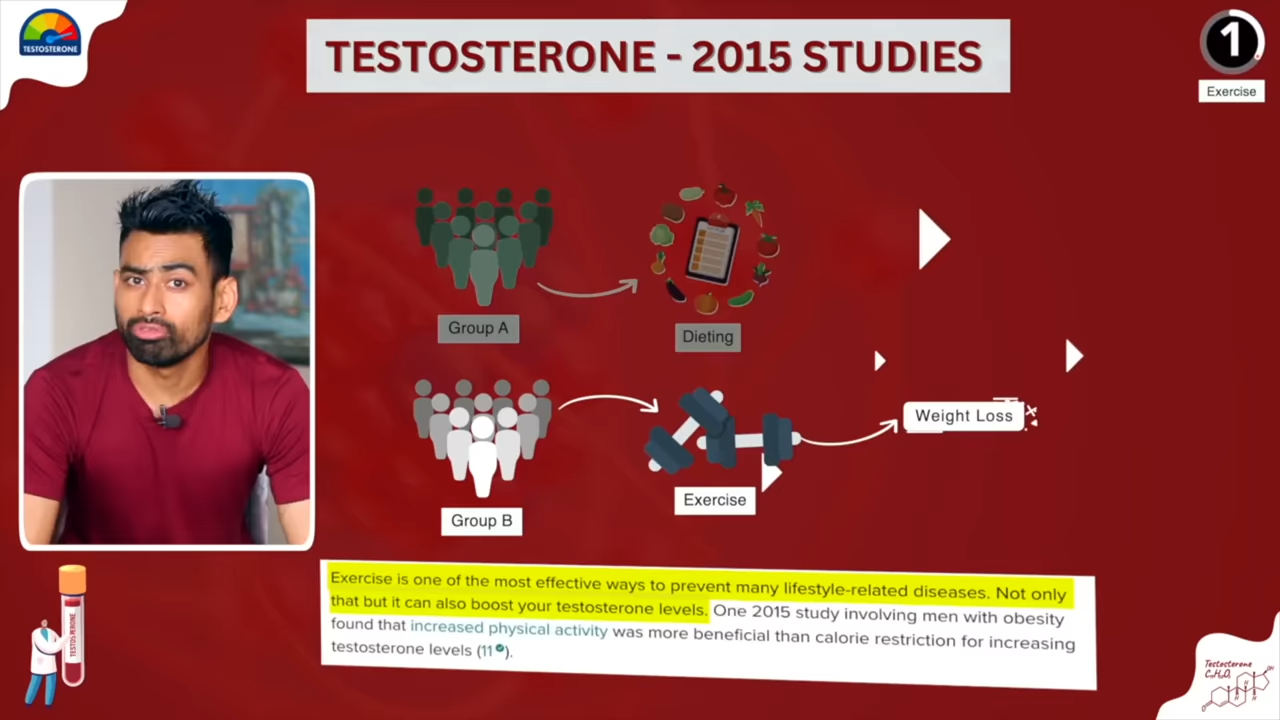 TESTOSTERONE
TESTOSTERONE - 2015 STUDIES
1
Exercise
Group A
Dieting
Group B
Exercise
Weight Loss
Exercise is one of the most effective ways to prevent many lifestyle-related diseases. Not only
that but it can also boost your testosterone levels. One 2015 study involving men with obesity
found that increased physical activity was more beneficial than calorie restriction for increasing
testosterone levels (11).
TESTOSTERONE
Testosterone